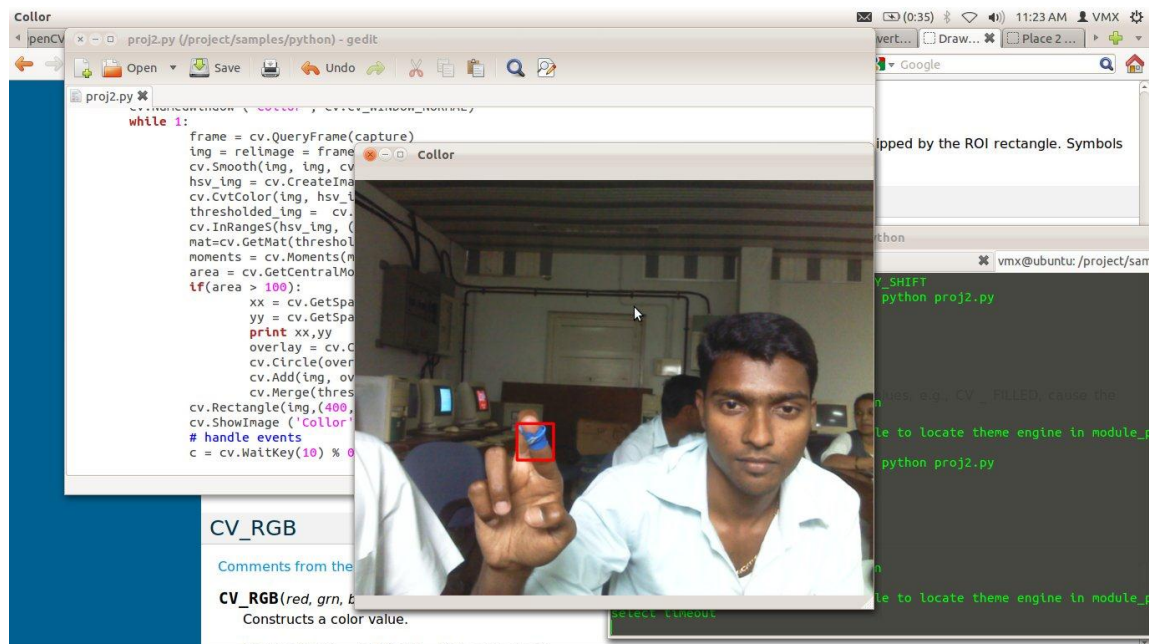 Collor
(0:35) 11:23 AM VMX
penCV
proj2.py (/project/samples/python) - gedit
vert... Draw... Place 2 ...
Open Save Undo
Google
proj2.py
while 1:
frame = cv.QueryFrame(capture)
img = relimage = frame
cv.Smooth(img, img, cv
hsv_img = cv.CreateIma
cv.CvtColor(img, hsv_i
thresholded_img = cv.
cv.InRangeS(hsv_img, (
mat=cv.GetMat(threshol
moments = cv.Moments(m
area = cv.GetCentralMo
if(area > 100):
xx = cv.GetSpa
yy = cv.GetSpa
print xx,yy
overlay = cv.C
cv.Circle(over
cv.Add(img, ov
cv.Merge(thres
cv.Rectangle(img,(400,
cv.ShowImage ('Collor'
# handle events
c = cv.WaitKey(10) % 0
Collor
ipped by the ROI rectangle. Symbols
thon
vmx@ubuntu: /project/sam
Y_SHIFT
python proj2.py
ues, e.g., CV_FILLED, cause the
n
le to locate theme engine in module_p
python proj2.py
n
le to locate theme engine in module_p
select timeout
CV_RGB
Comments from the
CV_RGB(red, grn, b
Constructs a color value.